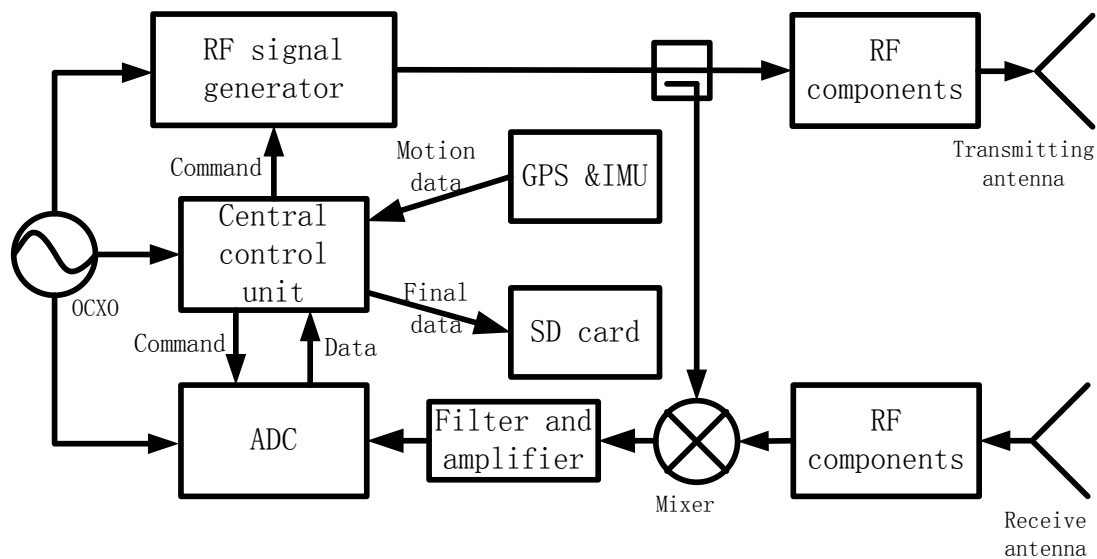 RF signal
generator
RF
components
Transmitting
antenna
Command
Motion
data
GPS &IMU
Central
control
unit
OCXO
Final
data
SD card
Command
Data
ADC
Filter and
amplifier
Mixer
RF
components
Receive
antenna